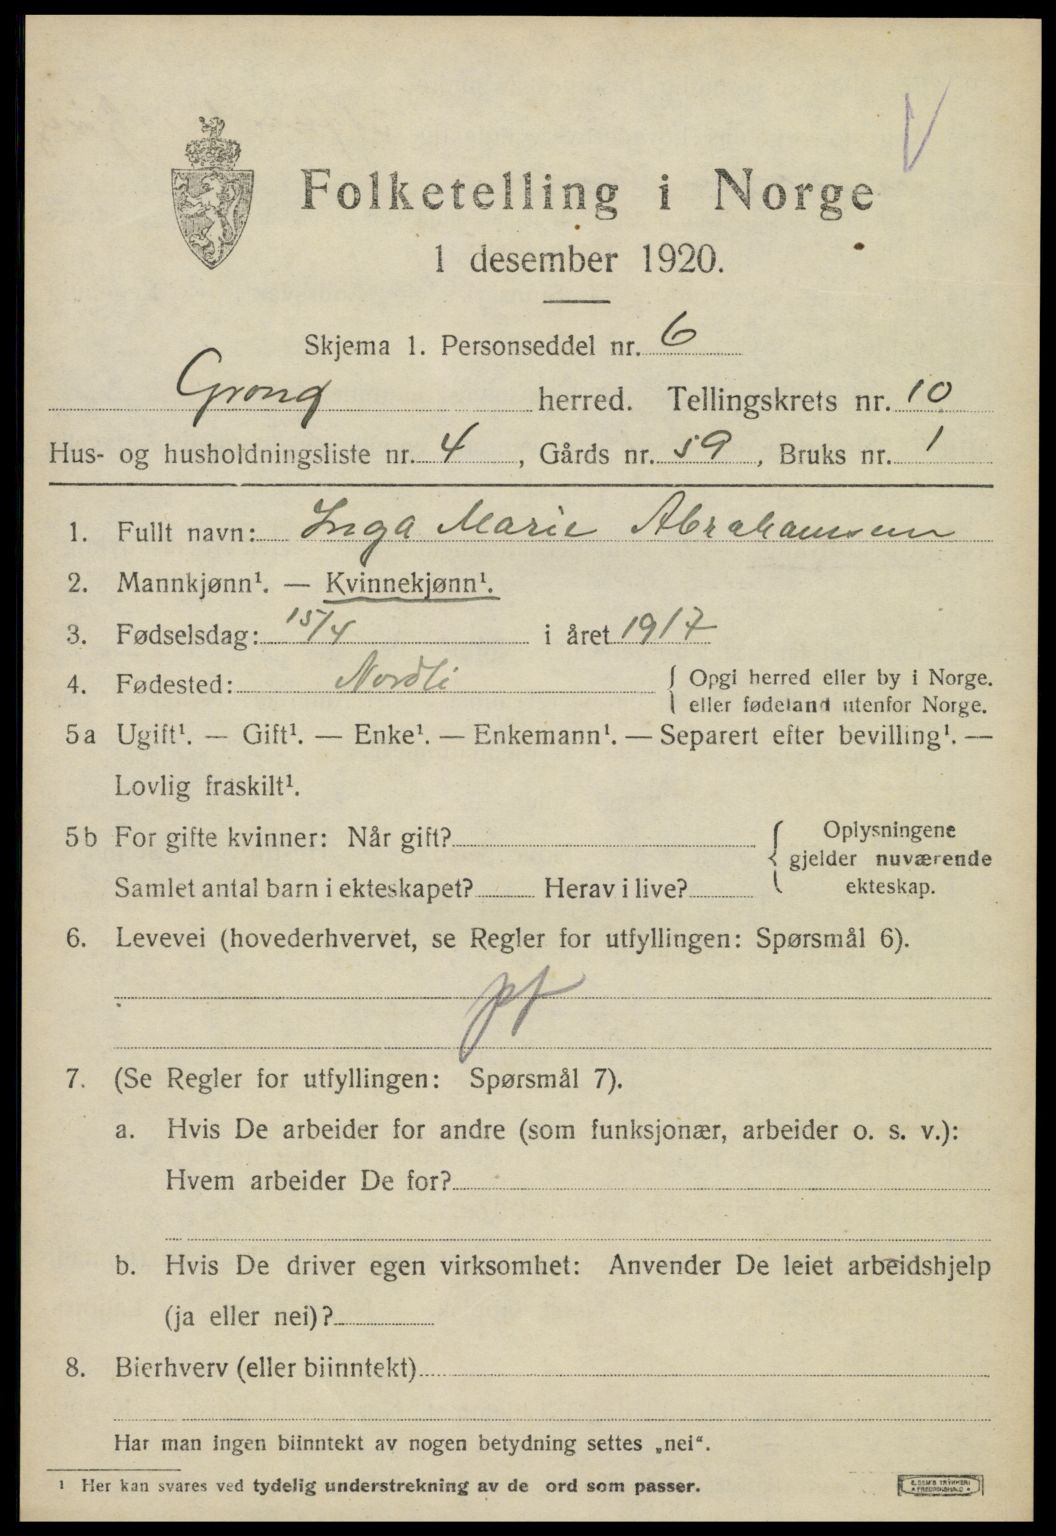 Folketelling i Norge
1 desember 1920.
Skjema 1. Personseddel nr. 6
Grong herred. Tellingskrets nr. 10
Hus- og husholdningsliste nr. 4, Gårds nr. 59, Bruks nr. 1
1. Fullt navn: Inga Marie Abrahamsen
2. Mannkjønn¹. — Kvinnekjønn¹.
3. Fødselsdag: 15/4 i året 1917
4. Fødested: Nordli { Opgi herred eller by i Norge.
eller fødeland utenfor Norge.
5a Ugift¹. — Gift¹. — Enke¹. — Enkemann¹. — Separert efter bevilling¹. —
Lovlig fraskilt¹.
5b For gifte kvinner: Når gift? { Oplysningene
gjelder nuværende
Samlet antal barn i ekteskapet? Herav i live? ekteskap.
6. Levevei (hovederhvervet, se Regler for utfyllingen: Spørsmål 6).
pf
7. (Se Regler for utfyllingen: Spørsmål 7).
a. Hvis De arbeider for andre (som funksjonær, arbeider o. s. v.):
Hvem arbeider De for?
b. Hvis De driver egen virksomhet: Anvender De leiet arbeidshjelp
(ja eller nei)?
8. Bierhverv (eller biinntekt)
Har man ingen biinntekt av nogen betydning settes „nei“.
¹ Her kan svares ved tydelig understrekning av de ord som passer.